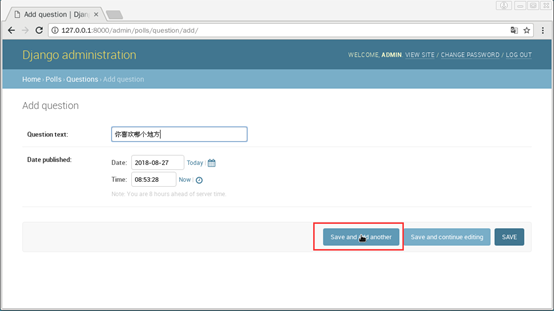 Add question | Djan
127.0.0.1:8000/admin/polls/question/add/
Django administration
WELCOME, ADMIN. VIEW SITE / CHANGE PASSWORD / LOG OUT
Home › Polls › Questions › Add question
Add question
Question text:
你喜欢哪个地方
Date published:
Date: 2018-08-27 Today
Time: 08:53:28 Now
Note: You are 8 hours ahead of server time.
Save and add another Save and continue editing SAVE